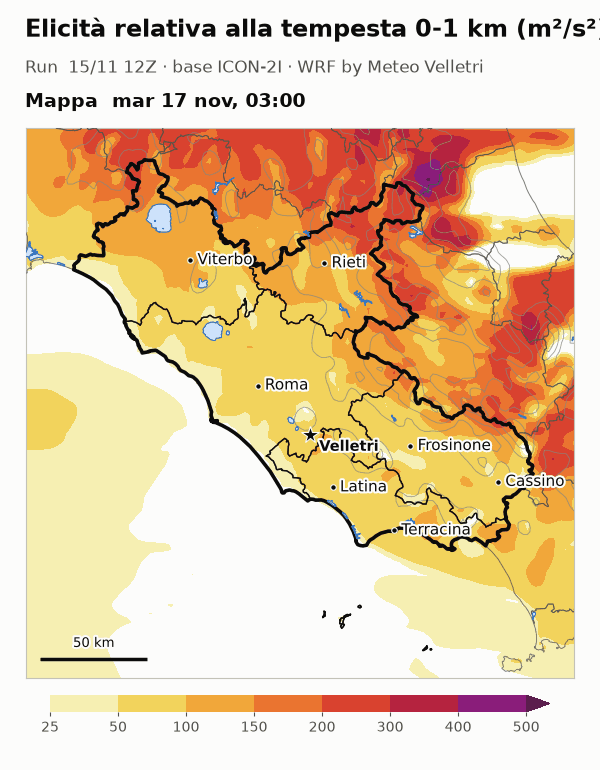 Elicità relativa alla tempesta 0-1 km (m²/s²)
Run 15/11 12Z · base ICON-2I · WRF by Meteo Velletri
Mappa mar 17 nov, 03:00
Viterbo
Rieti
Roma
Velletri
Frosinone
Cassino
Latina
Terracina
50 km
25 50 100 150 200 300 400 500